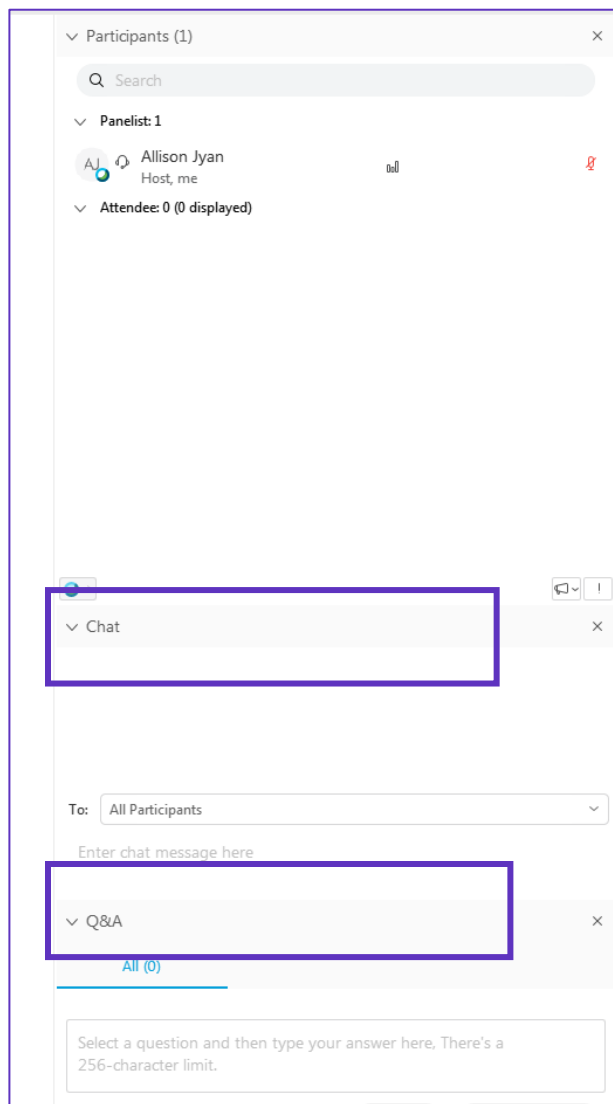 Participants (1)
Search
Panelist: 1
AJ
Allison Jyan
Host, me
Attendee: 0 (0 displayed)
Chat
To: All Participants
Enter chat message here
Q&A
All (0)
Select a question and then type your answer here, There's a
256-character limit.